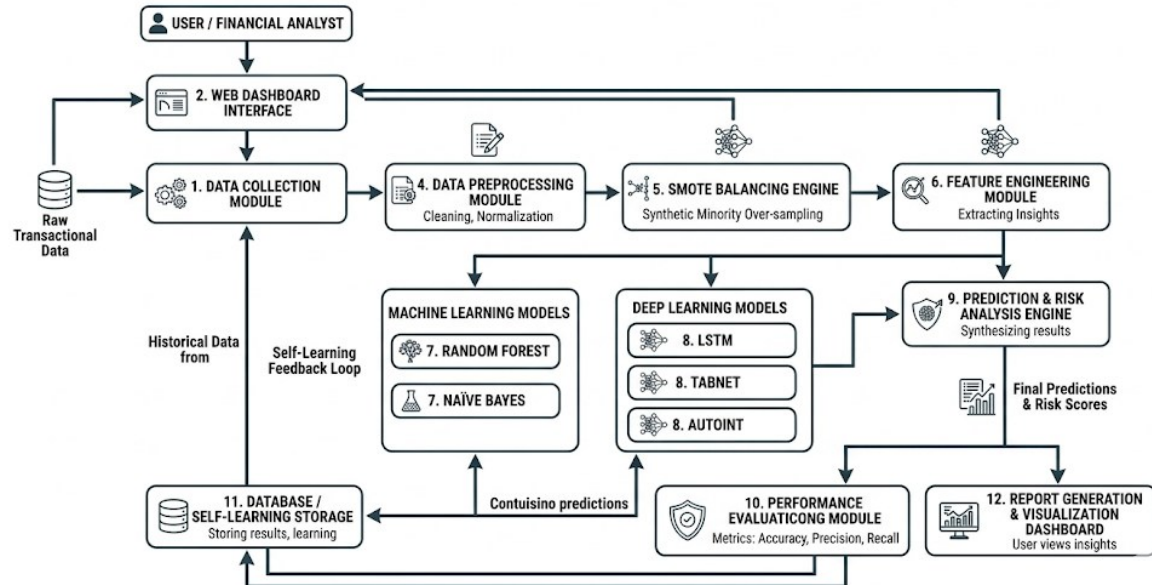 USER / FINANCIAL ANALYST
2. WEB DASHBOARD
INTERFACE
Raw
Transactional
Data
1. DATA COLLECTION
MODULE
4. DATA PREPROCESSING
MODULE
Cleaning, Normalization
5. SMOTE BALANCING ENGINE
Synthetic Minority Over-sampling
6. FEATURE ENGINEERING
MODULE
Extracting Insights
MACHINE LEARNING MODELS
7. RANDOM FOREST
7. NAÏVE BAYES
DEEP LEARNING MODELS
8. LSTM
8. TABNET
8. AUTOINT
9. PREDICTION & RISK
ANALYSIS ENGINE
Synthesizing results
Historical Data
from
Self-Learning
Feedback Loop
Final Predictions
& Risk Scores
11. DATABASE /
SELF-LEARNING STORAGE
Storing results, learning
Contuisino predictions
10. PERFORMANCE
EVALUATICONG MODULE
Metrics: Accuracy, Precision, Recall
12. REPORT GENERATION
& VISUALIZATION
DASHBOARD
User views insights